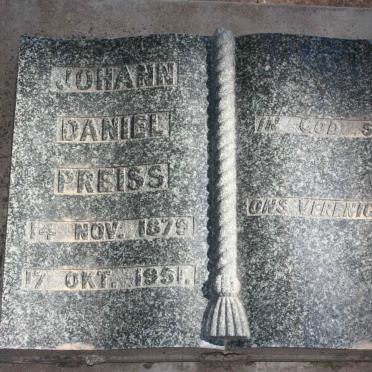 JOHANN
DANIEL
PREISS
14 NOV. 1879
17 OKT. 1951.
IN GOD S
ONS VERENIG